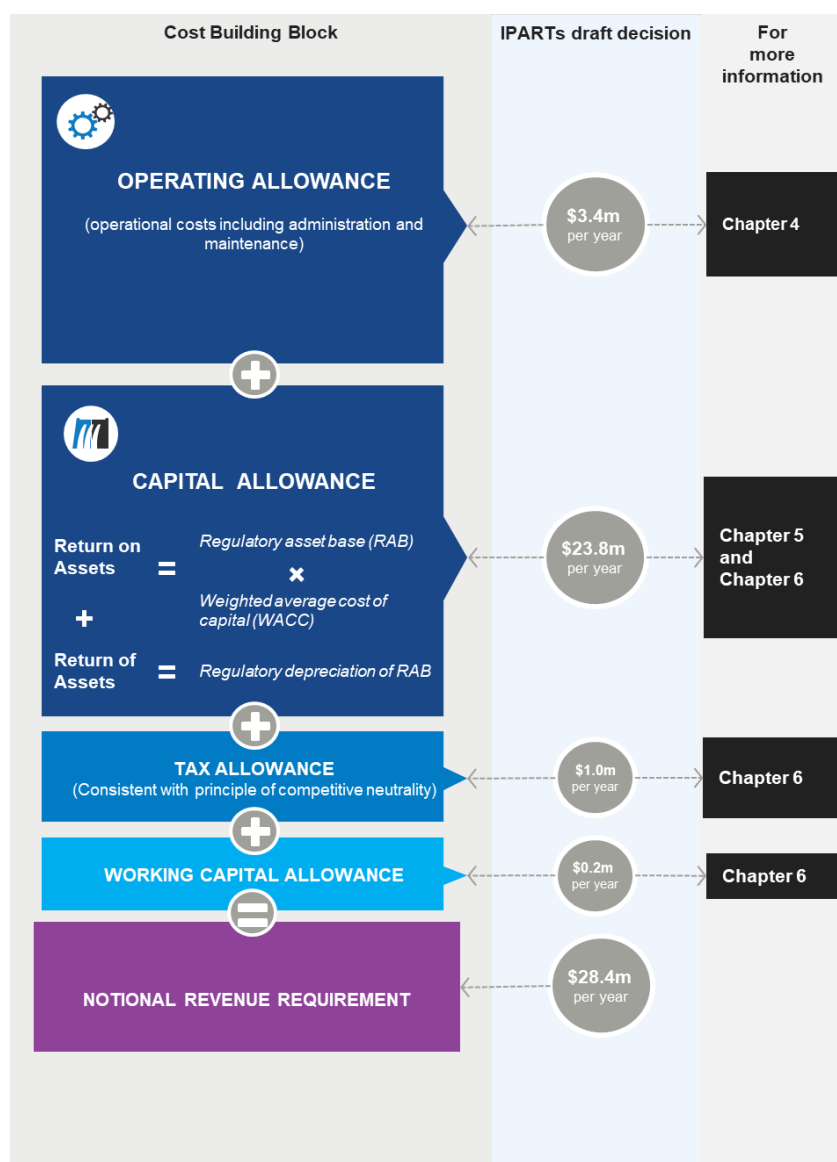 Cost Building Block
IPARTs draft decision
For
more
information
OPERATING ALLOWANCE
(operational costs including administration and
maintenance)
$3.4m
per year
Chapter 4
+
CAPITAL ALLOWANCE
Return on
Assets
=
Regulatory asset base (RAB)
×
Weighted average cost of
capital (WACC)
+
Return of
Assets
=
Regulatory depreciation of RAB
$23.8m
per year
Chapter 5
and
Chapter 6
+
TAX ALLOWANCE
(Consistent with principle of competitive neutrality)
$1.0m
per year
Chapter 6
+
WORKING CAPITAL ALLOWANCE
$0.2m
per year
Chapter 6
=
NOTIONAL REVENUE REQUIREMENT
$28.4m
per year